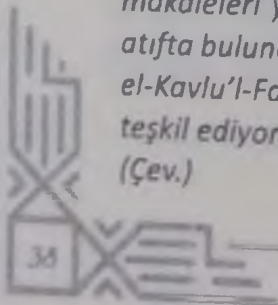 makaleleri
atıfta bulun
el-Kavlu'l-Fa
teşkil ediyor
(Çev.)
38